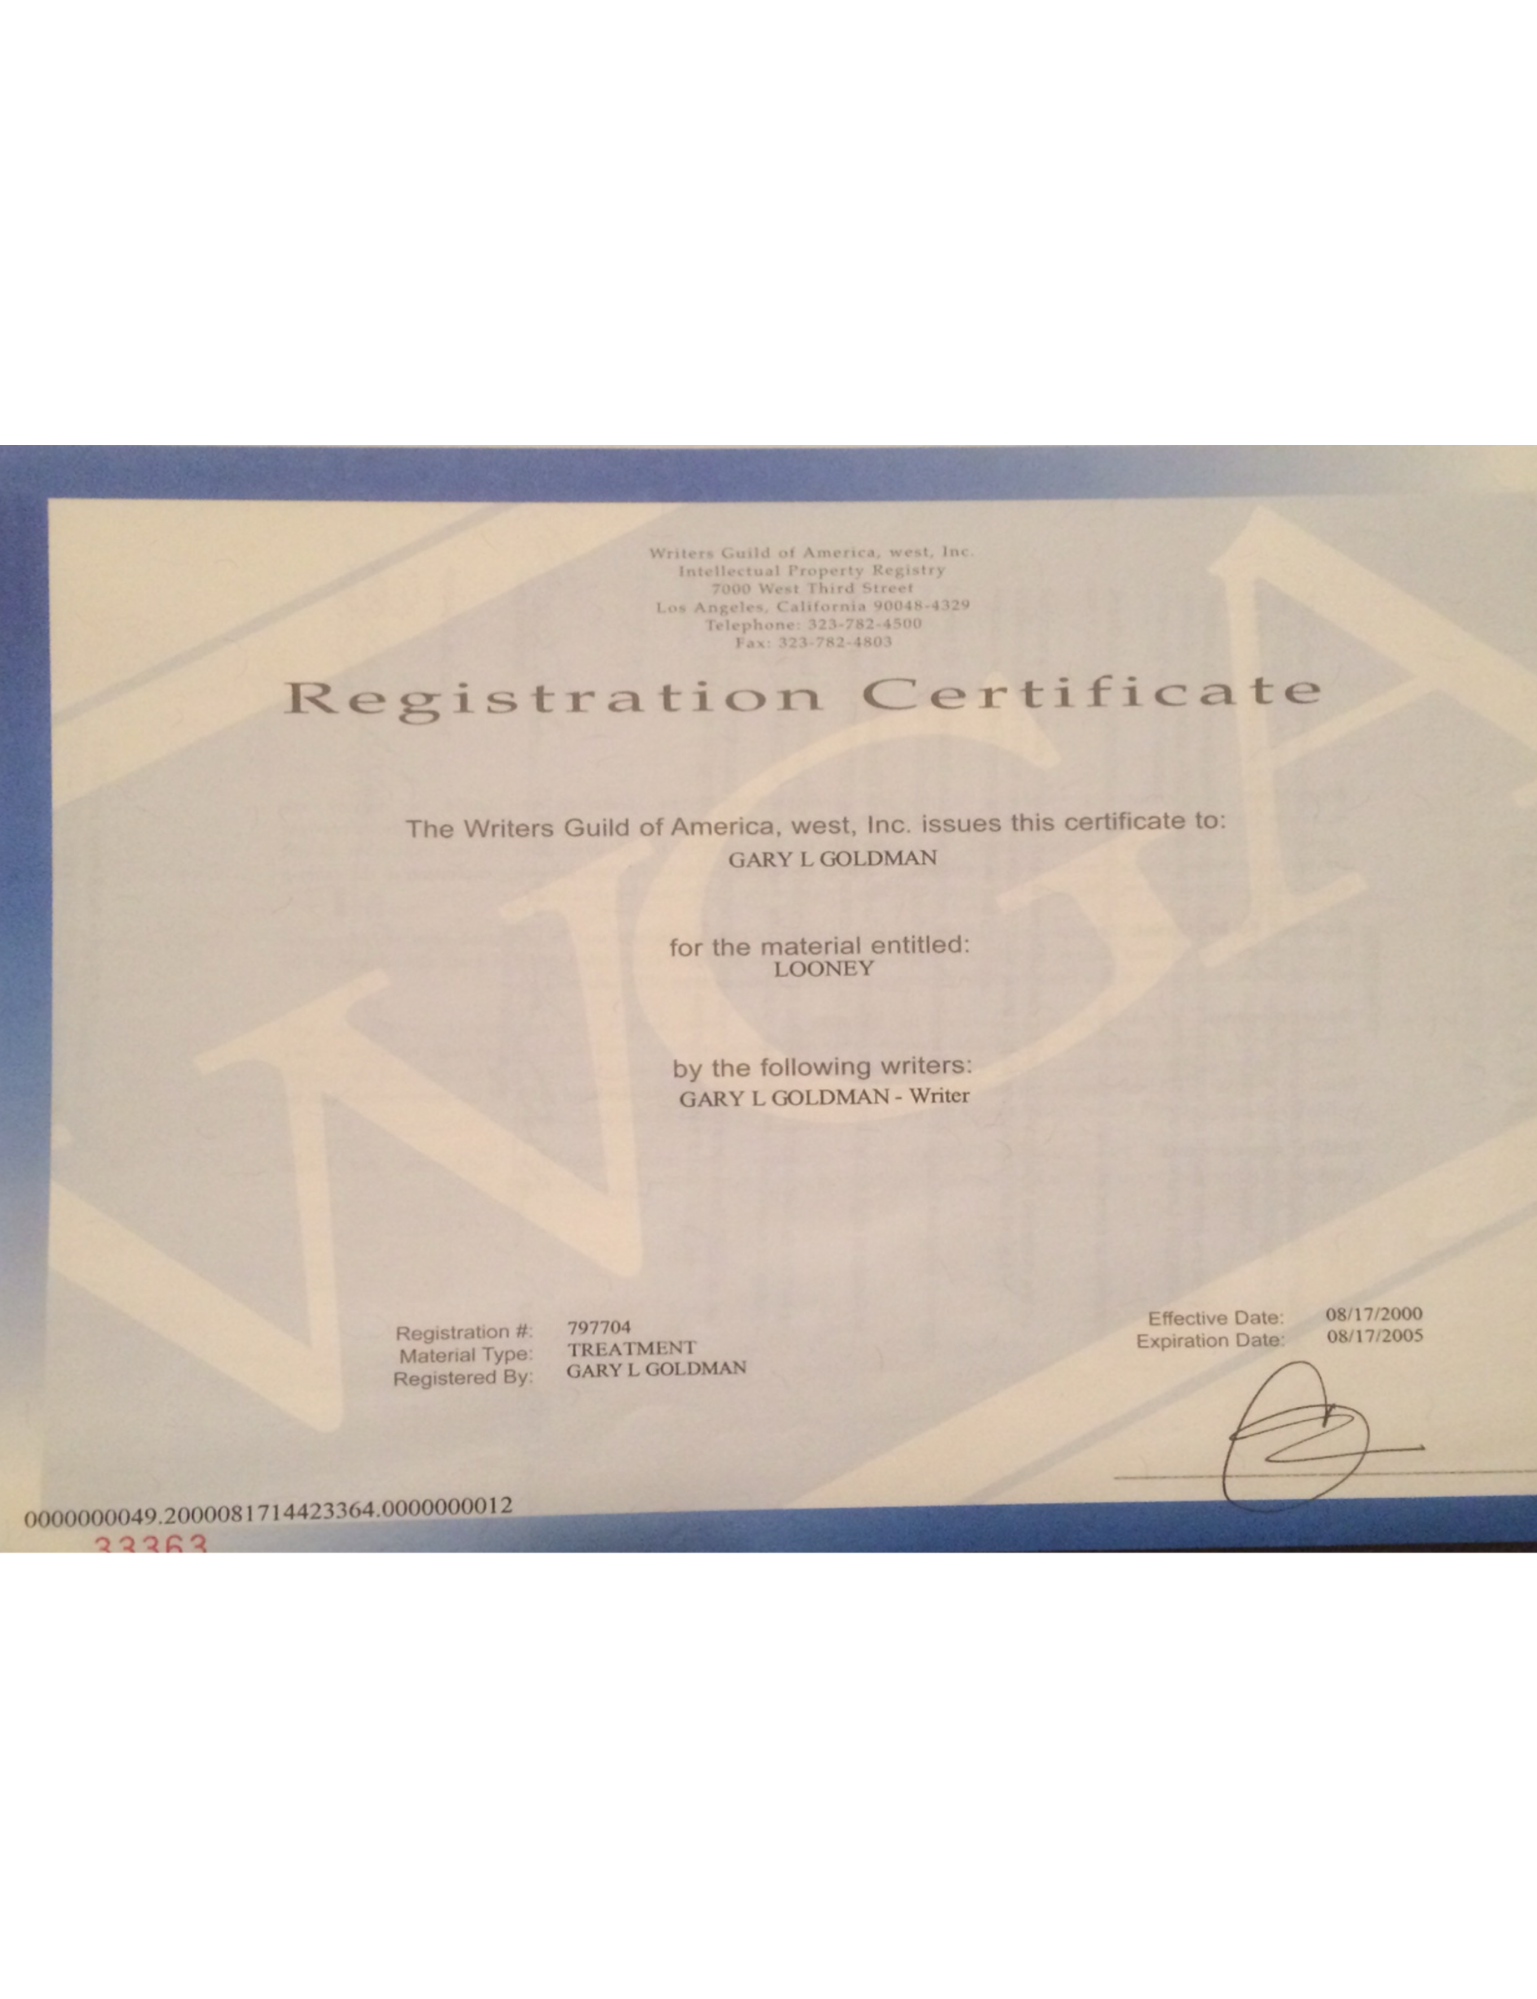 Writers Guild of America, west, Inc.
Intellectual Property Registry
7000 West Third Street
Los Angeles, California 90048-4329
Telephone: 323-782-4500
Fax: 323-782-4803
Registration Certificate
WGA
The Writers Guild of America, west, Inc. issues this certificate to:
GARY L GOLDMAN
for the material entitled:
LOONEY
by the following writers:
GARY L GOLDMAN - Writer
Registration #: 797704
Material Type: TREATMENT
Registered By: GARY L GOLDMAN
Effective Date: 08/17/2000
Expiration Date: 08/17/2005
0000000049.2000081714423364.0000000012
33363